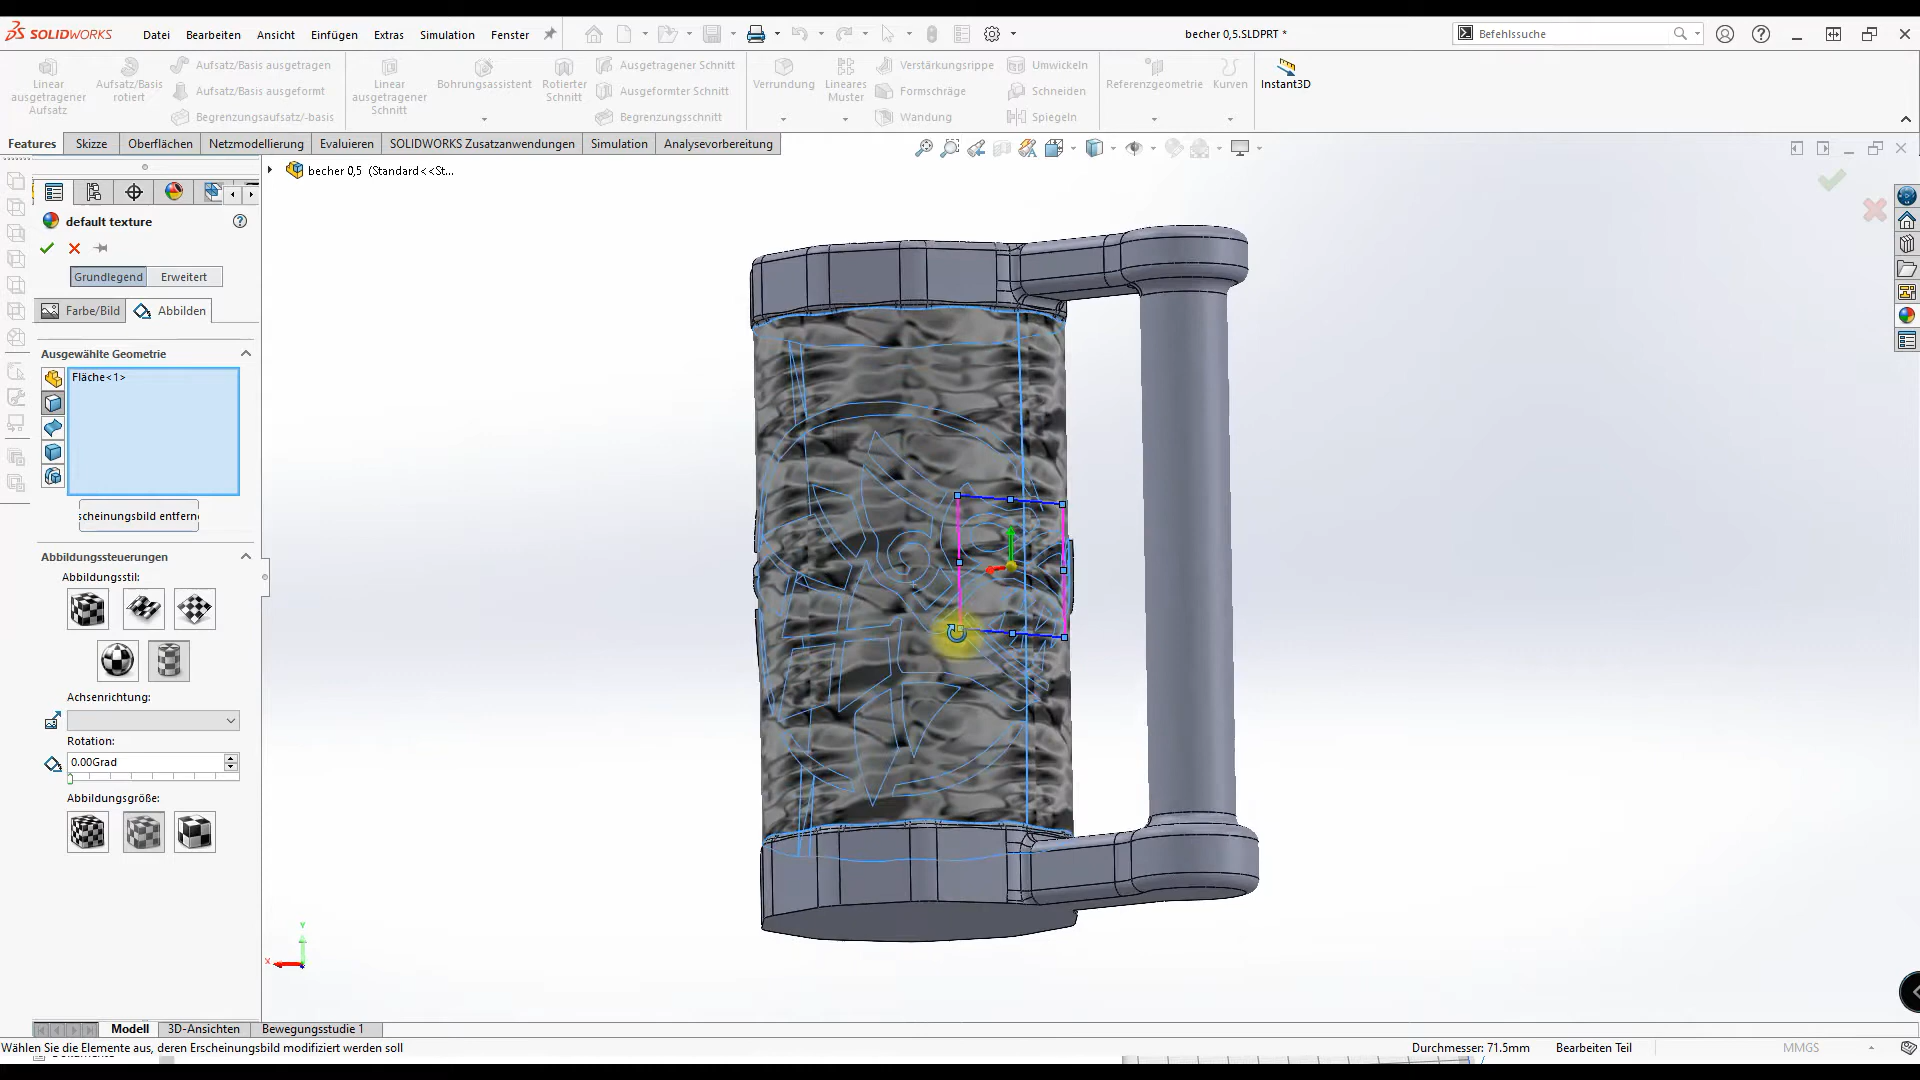 SOLIDWORKS
Datei Bearbeiten Ansicht Einfügen Extras Simulation Fenster
becher 0,5.SLDPRT *
Befehlssuche
Linear ausgetragener Aufsatz
Aufsatz/Basis rotiert
Aufsatz/Basis ausgetragen
Aufsatz/Basis ausgeformt
Begrenzungsaufsatz/-basis
Linear ausgetragener Schnitt
Bohrungsassistent
Rotierter Schnitt
Ausgetragener Schnitt
Ausgeformter Schnitt
Begrenzungsschnitt
Verrundung
Lineares Muster
Verstärkungsrippe
Formschräge
Wandung
Umwickeln
Schneiden
Spiegeln
Referenzgeometrie
Kurven
Instant3D
Features Skizze Oberflächen Netzmodellierung Evaluieren SOLIDWORKS Zusatzanwendungen Simulation Analysevorbereitung
becher 0,5 (Standard<<St...
default texture
Grundlegend Erweitert
Farbe/Bild Abbilden
Ausgewählte Geometrie
Fläche<1>
scheinungsbild entfern
Abbildungssteuerungen
Abbildungsstil:
Achsenrichtung:
Rotation:
0.00Grad
Abbildungsgröße:
Y
X
Modell 3D-Ansichten Bewegungsstudie 1
Wählen Sie die Elemente aus, deren Erscheinungsbild modifiziert werden soll
Durchmesser: 71.5mm Bearbeiten Teil MMGS